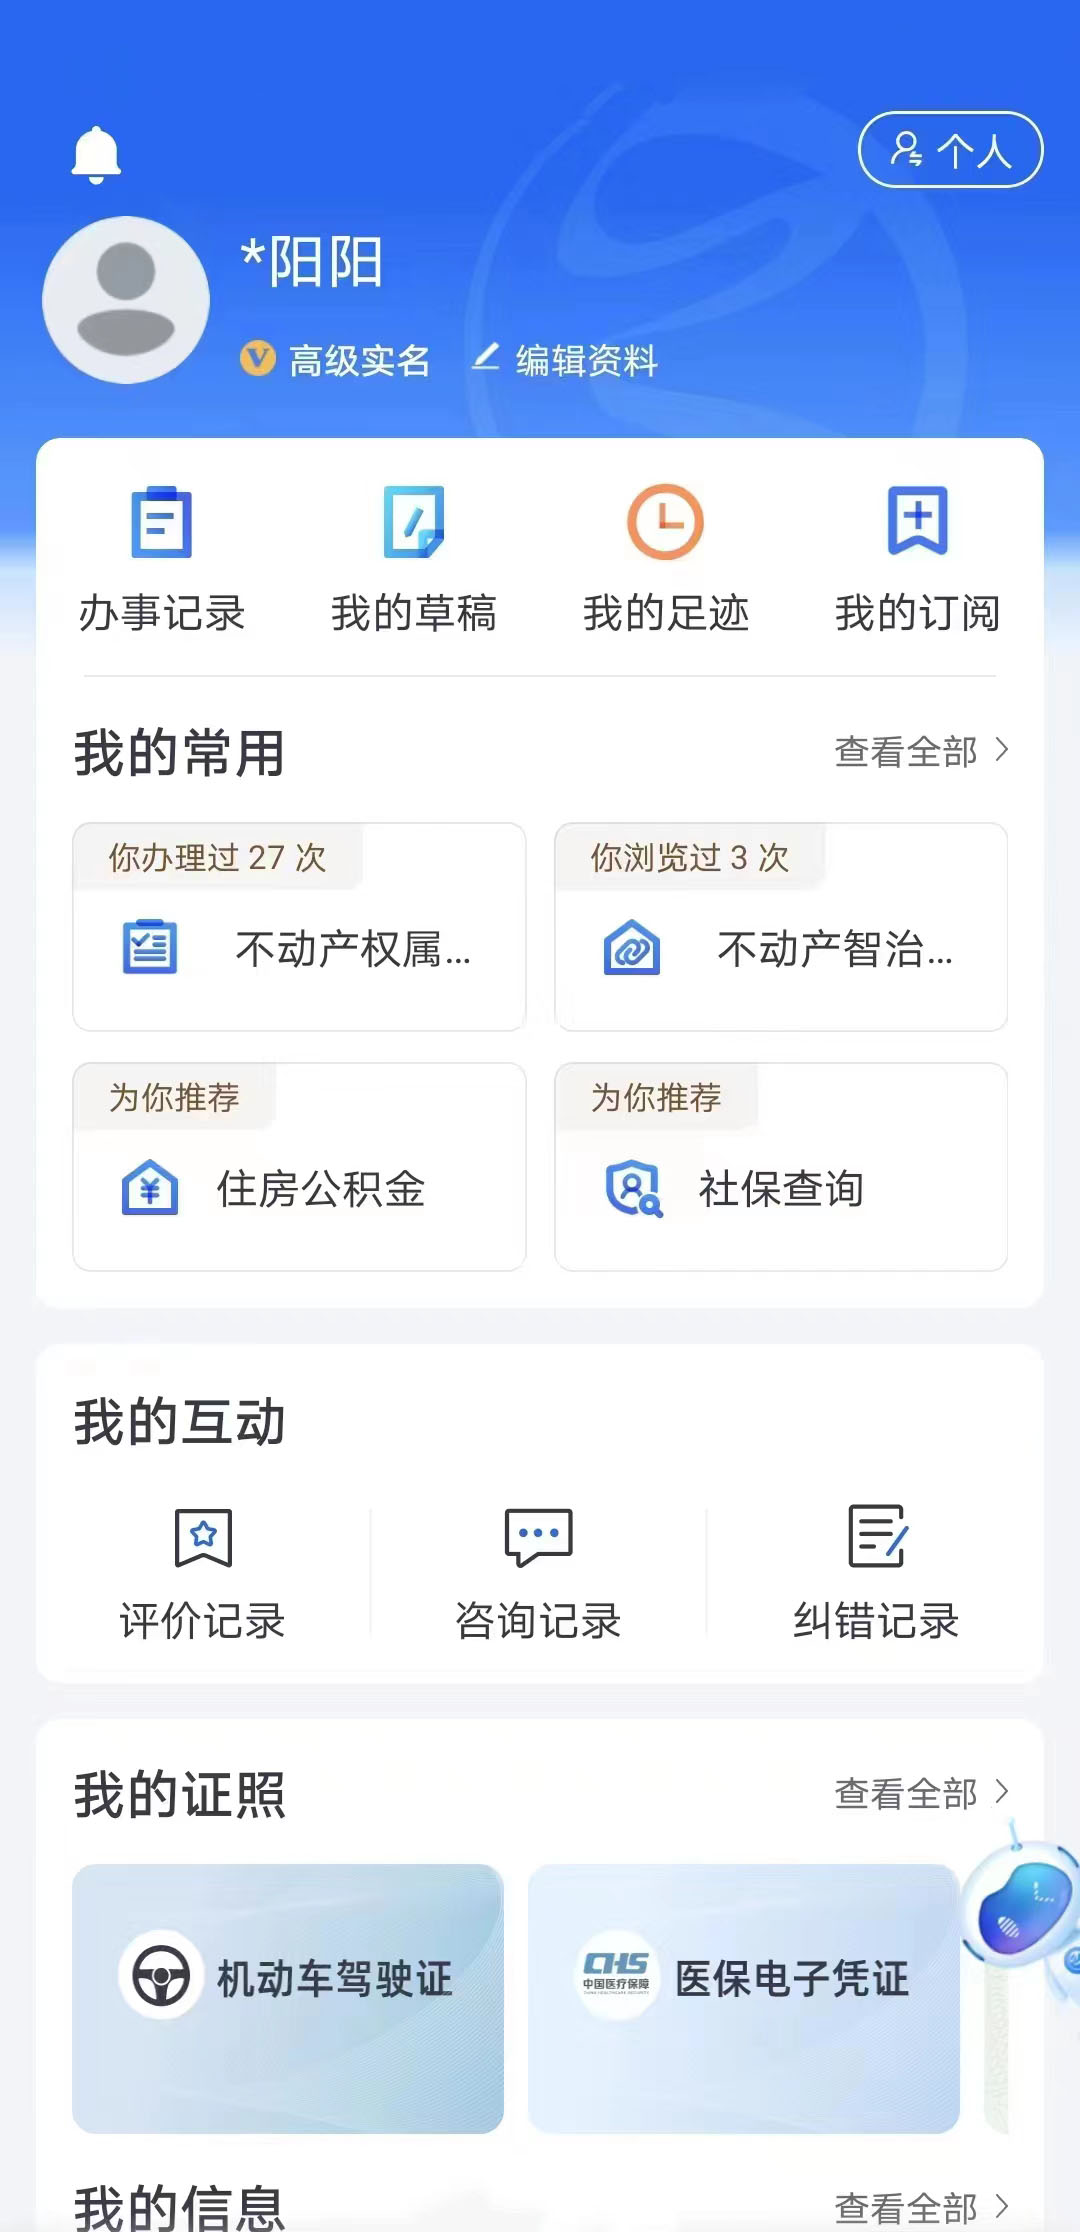 个人
*阳阳
高级实名 编辑资料
办事记录 我的草稿 我的足迹 我的订阅
我的常用 查看全部
你办理过 27 次 你浏览过 3 次
不动产权属... 不动产智治...
为你推荐 为你推荐
住房公积金 社保查询
我的互动
评价记录 咨询记录 纠错记录
我的证照 查看全部
机动车驾驶证 CHS 中国医疗保障 医保电子凭证
我的信息 查看全部